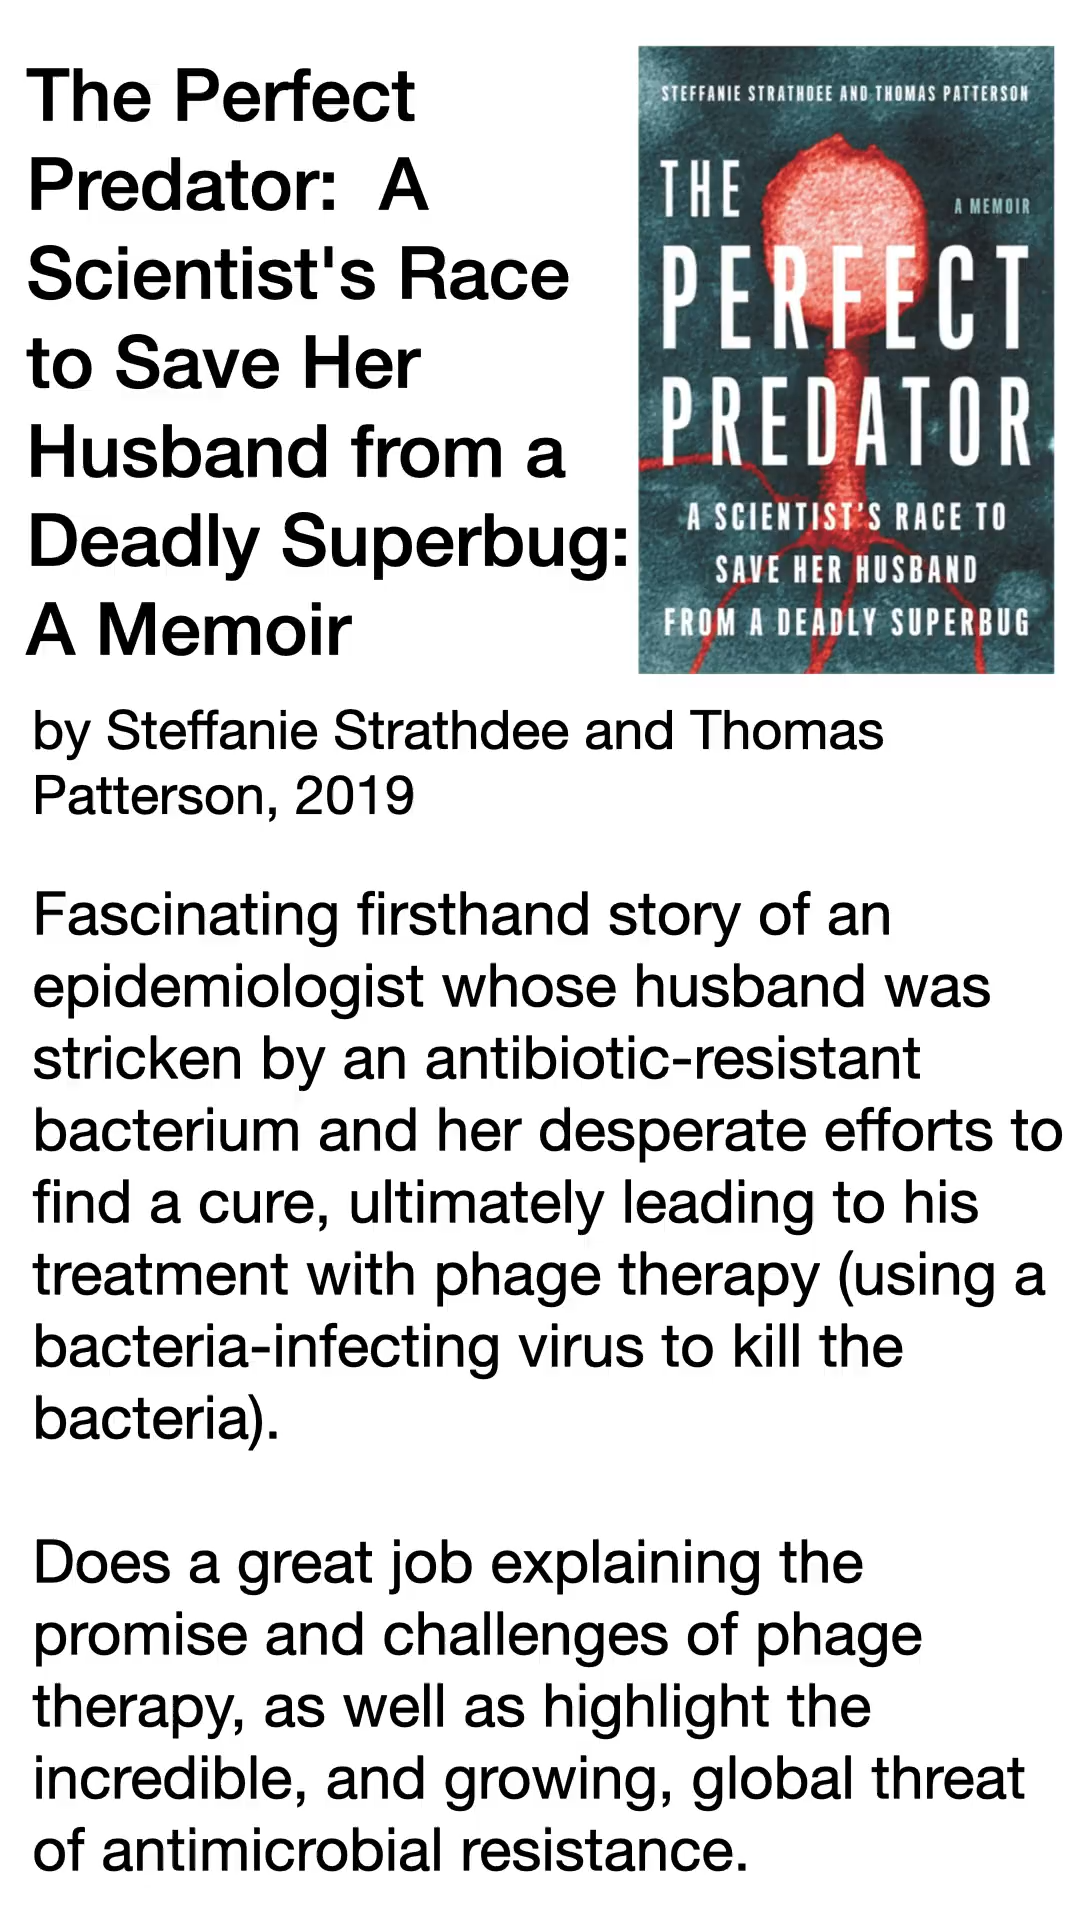 The Perfect
Predator:  A
Scientist's Race
to Save Her
Husband from a
Deadly Superbug:
A Memoir
STEFFANIE STRATHDEE AND THOMAS PATTERSON
THE
A MEMOIR
PERFECT
PREDATOR
A SCIENTIST'S RACE TO
SAVE HER HUSBAND
FROM A DEADLY SUPERBUG
by Steffanie Strathdee and Thomas
Patterson, 2019
Fascinating firsthand story of an
epidemiologist whose husband was
stricken by an antibiotic-resistant
bacterium and her desperate efforts to
find a cure, ultimately leading to his
treatment with phage therapy (using a
bacteria-infecting virus to kill the
bacteria).
Does a great job explaining the
promise and challenges of phage
therapy, as well as highlight the
incredible, and growing, global threat
of antimicrobial resistance.